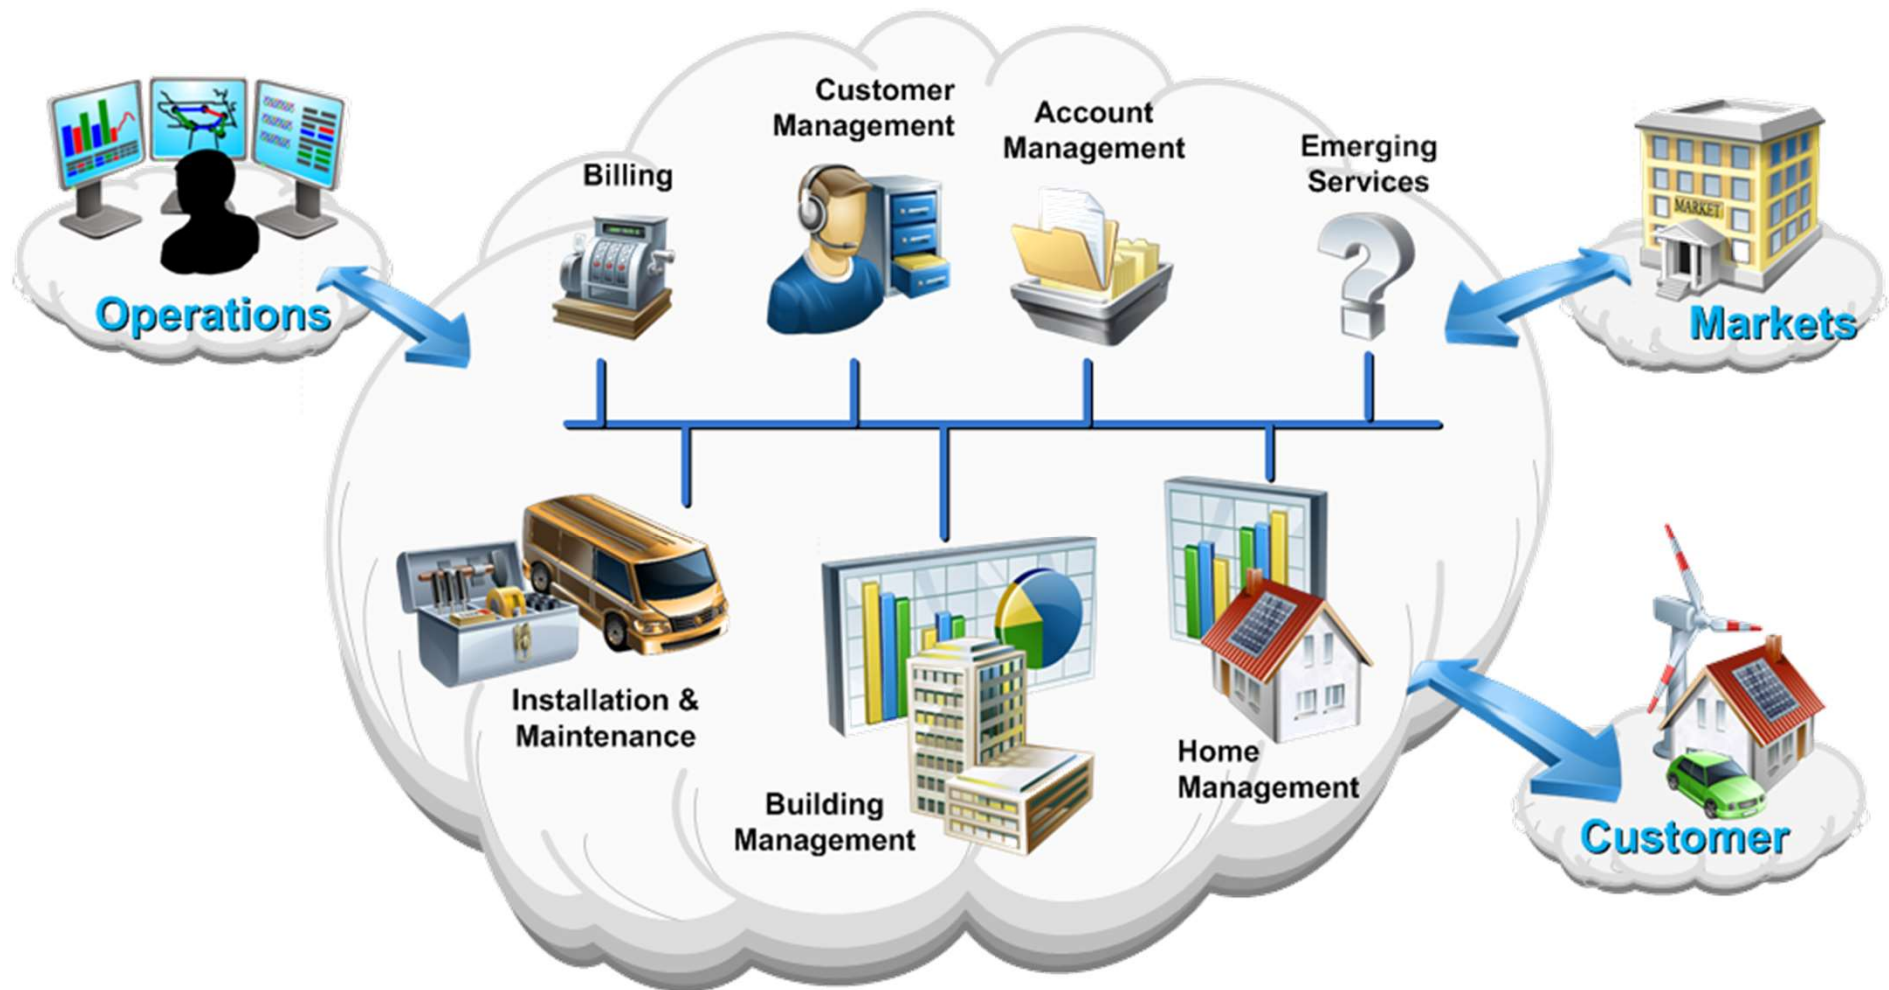 Customer
Management
Account
Management
Emerging
Services
Billing
MARKET
Operations
Markets
Installation &
Maintenance
Building
Management
Home
Management
Customer